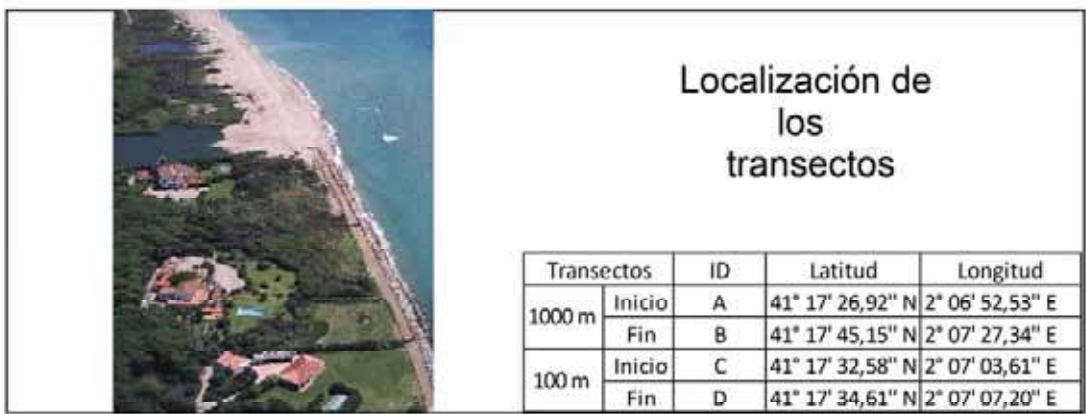 Localización de
los
transectos
Transectos ID Latitud Longitud
1000 m Inicio A 41° 17' 26,92'' N 2° 06' 52,53'' E
Fin B 41° 17' 45,15'' N 2° 07' 27,34'' E
100 m Inicio C 41° 17' 32,58'' N 2° 07' 03,61'' E
Fin D 41° 17' 34,61'' N 2° 07' 07,20'' E